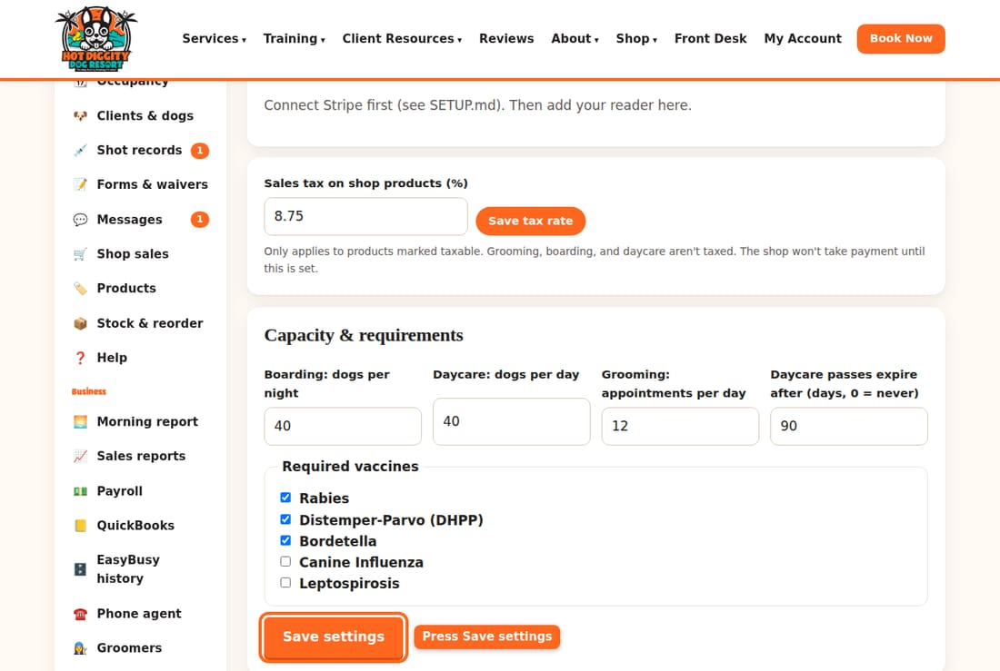 HOT DIGGITY
DOG RESORT
Services ▾
Training ▾
Client Resources ▾
Reviews
About ▾
Shop ▾
Front Desk
My Account
Book Now
Occupancy
Clients & dogs
Shot records 1
Forms & waivers
Messages 1
Shop sales
Products
Stock & reorder
Help
Business
Morning report
Sales reports
Payroll
QuickBooks
EasyBusy
history
Phone agent
Groomers
Connect Stripe first (see SETUP.md). Then add your reader here.
Sales tax on shop products (%)
8.75
Save tax rate
Only applies to products marked taxable. Grooming, boarding, and daycare aren't taxed. The shop won't take payment until
this is set.
Capacity & requirements
Boarding: dogs per
night
40
Daycare: dogs per day
40
Grooming:
appointments per day
12
Daycare passes expire
after (days, 0 = never)
90
Required vaccines
Rabies
Distemper-Parvo (DHPP)
Bordetella
Canine Influenza
Leptospirosis
Save settings
Press Save settings